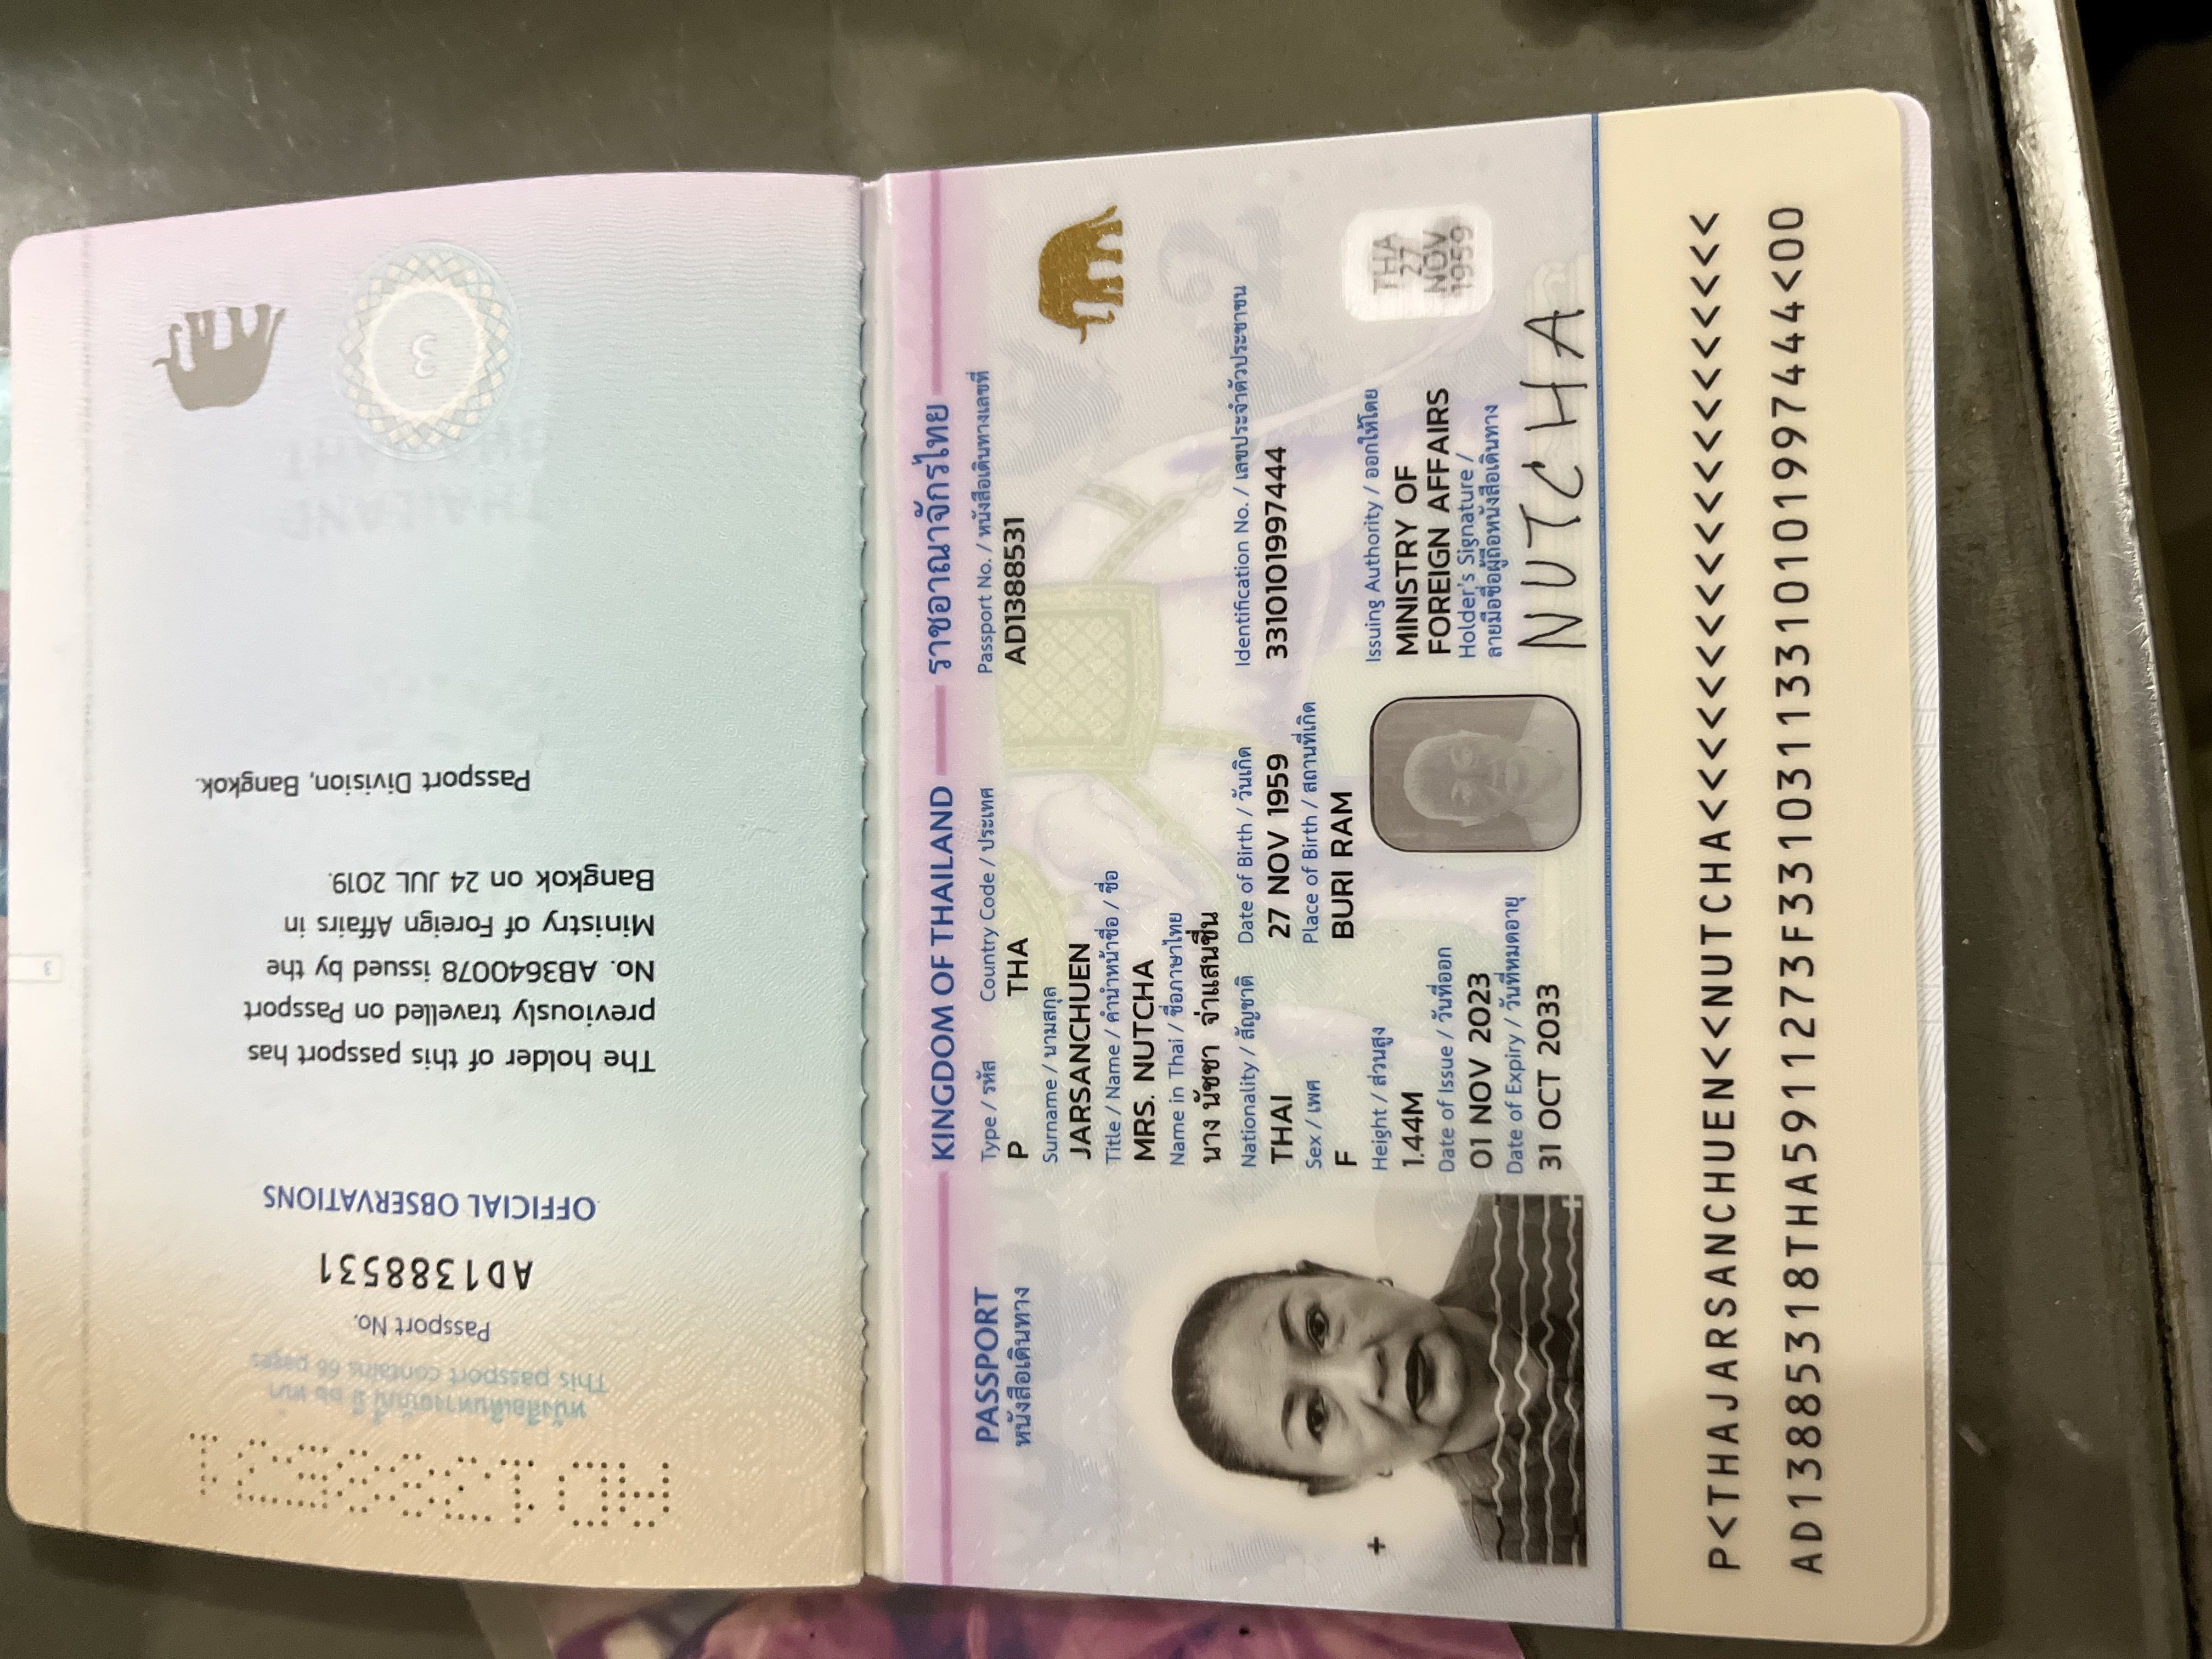 KINGDOM OF THAILAND ราชอาณาจักรไทย
PASSPORT
หนังสือเดินทาง
Type / รหัส
P
Country Code / ประเทศ
THA
Passport No. / หนังสือเดินทางเลขที่
AD1388531
Surname / นามสกุล
JARSANCHUEN
Title / Name / คำนำหน้าชื่อ / ชื่อ
MRS. NUTCHA
Name in Thai / ชื่อภาษาไทย
นาง นัชชา จ่าแสนชื่น
Nationality / สัญชาติ
THAI
Date of Birth / วันเกิด
27 NOV 1959
Identification No. / เลขประจำตัวประชาชน
3310101997444
Sex / เพศ
F
Place of Birth / สถานที่เกิด
BURI RAM
Height / ส่วนสูง
1.44M
Issuing Authority / ออกให้โดย
MINISTRY OF
FOREIGN AFFAIRS
Date of Issue / วันที่ออก
01 NOV 2023
Holder's Signature /
ลายมือชื่อผู้ถือหนังสือเดินทาง
Date of Expiry / วันที่หมดอายุ
31 OCT 2033
NUTCHA
THA
27
NOV
1959
P<THAJARSANCHUEN<<NUTCHA<<<<<<<<<<<<<<<<<<<<
AD13885318THA5911273F33103113310101997444<00
AD1388531
หนังสือเดินทางฉบับนี้ มี ๖๖ หน้า
This passport contains 66 pages
Passport No.
AD1388531
OFFICIAL OBSERVATIONS
The holder of this passport has
previously travelled on Passport
No. AB3640078 issued by the
Ministry of Foreign Affairs in
Bangkok on 24 JUL 2019.
Passport Division, Bangkok.
3